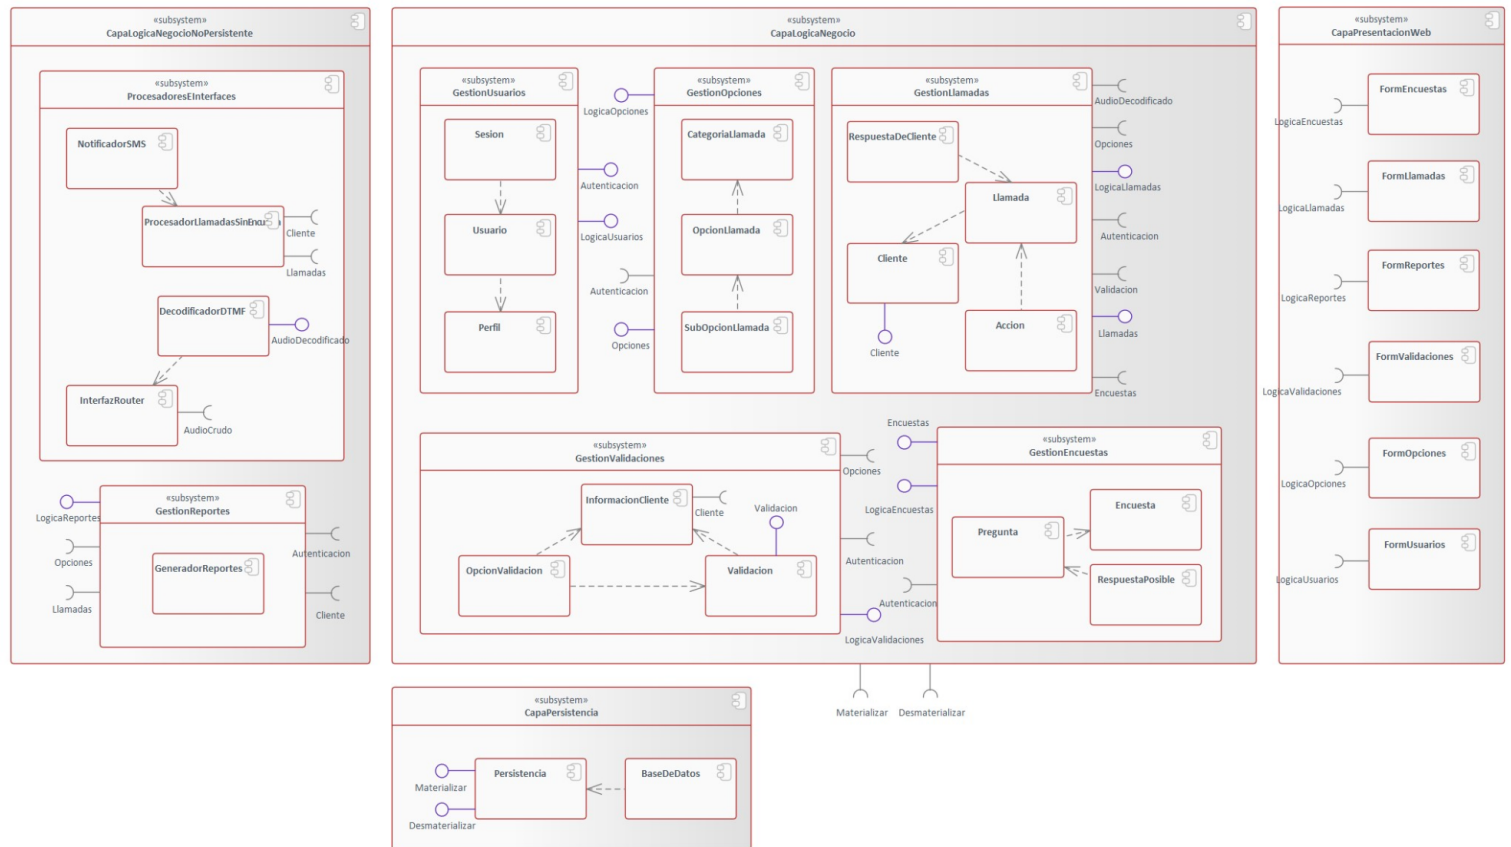 «subsystem»
CapaLogicaNegocioNoPersistente
«subsystem»
ProcesadoresEInterfaces
NotificadorSMS
ProcesadorLlamadasSinEncuesta
Cliente
Llamadas
DecodificadorDTMF
AudioDecodificado
InterfazRouter
AudioCrudo
«subsystem»
GestionReportes
LogicaReportes
Opciones
Llamadas
GeneradorReportes
Autenticacion
Cliente
«subsystem»
CapaLogicaNegocio
«subsystem»
GestionUsuarios
Sesion
Usuario
Perfil
Autenticacion
LogicaUsuarios
«subsystem»
GestionOpciones
LogicaOpciones
Autenticacion
Opciones
CategoriaLlamada
OpcionLlamada
SubOpcionLlamada
«subsystem»
GestionLlamadas
RespuestaDeCliente
Llamada
Cliente
Accion
Cliente
AudioDecodificado
Opciones
LogicaLlamadas
Autenticacion
Validacion
Llamadas
Encuestas
«subsystem»
GestionValidaciones
InformacionCliente
Cliente
Validacion
OpcionValidacion
Validacion
Opciones
Autenticacion
LogicaValidaciones
«subsystem»
GestionEncuestas
Encuestas
LogicaEncuestas
Autenticacion
Encuesta
Pregunta
RespuestaPosible
Materializar
Desmaterializar
«subsystem»
CapaPresentacionWeb
FormEncuestas
LogicaEncuestas
FormLlamadas
LogicaLlamadas
FormReportes
LogicaReportes
FormValidaciones
LogicaValidaciones
FormOpciones
LogicaOpciones
FormUsuarios
LogicaUsuarios
«subsystem»
CapaPersistencia
Persistencia
BaseDeDatos
Materializar
Desmaterializar